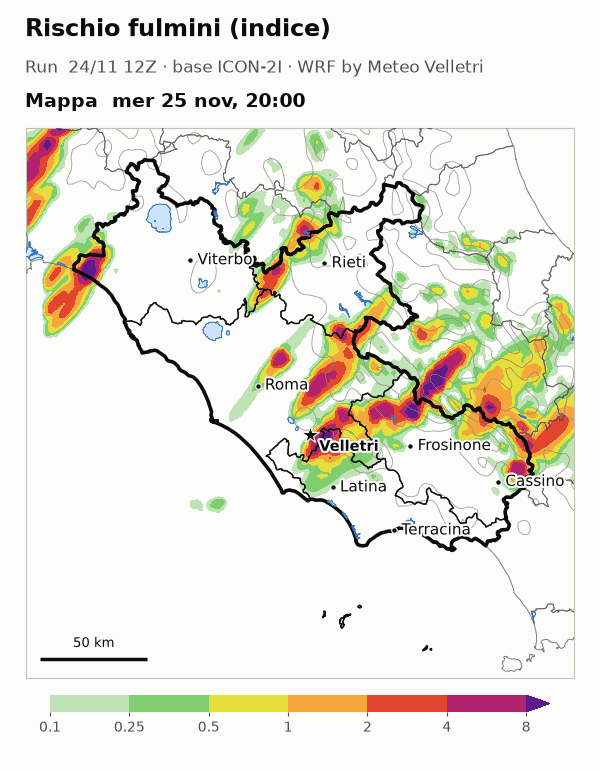 Rischio fulmini (indice)
Run  24/11 12Z · base ICON-2I · WRF by Meteo Velletri
Mappa  mer 25 nov, 20:00
Viterbo
Rieti
Roma
Velletri
Frosinone
Cassino
Latina
Terracina
50 km
0.1 0.25 0.5 1 2 4 8